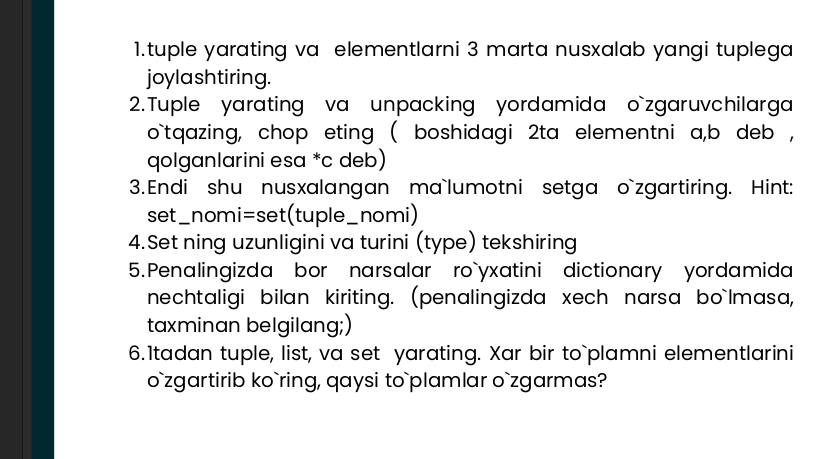 1.tuple yarating va elementlarni 3 marta nusxalab yangi tuplega
joylashtiring.
2.Tuple yarating va unpacking yordamida o`zgaruvchilarga
o`tqazing, chop eting ( boshidagi 2ta elementni a,b deb ,
qolganlarini esa *c deb)
3.Endi shu nusxalangan ma`lumotni setga o`zgartiring. Hint:
set_nomi=set(tuple_nomi)
4.Set ning uzunligini va turini (type) tekshiring
5.Penalingizda bor narsalar ro`yxatini dictionary yordamida
nechtaligi bilan kiriting. (penalingizda xech narsa bo`lmasa,
taxminan belgilang;)
6.1tadan tuple, list, va set yarating. Xar bir to`plamni elementlarini
o`zgartirib ko`ring, qaysi to`plamlar o`zgarmas?